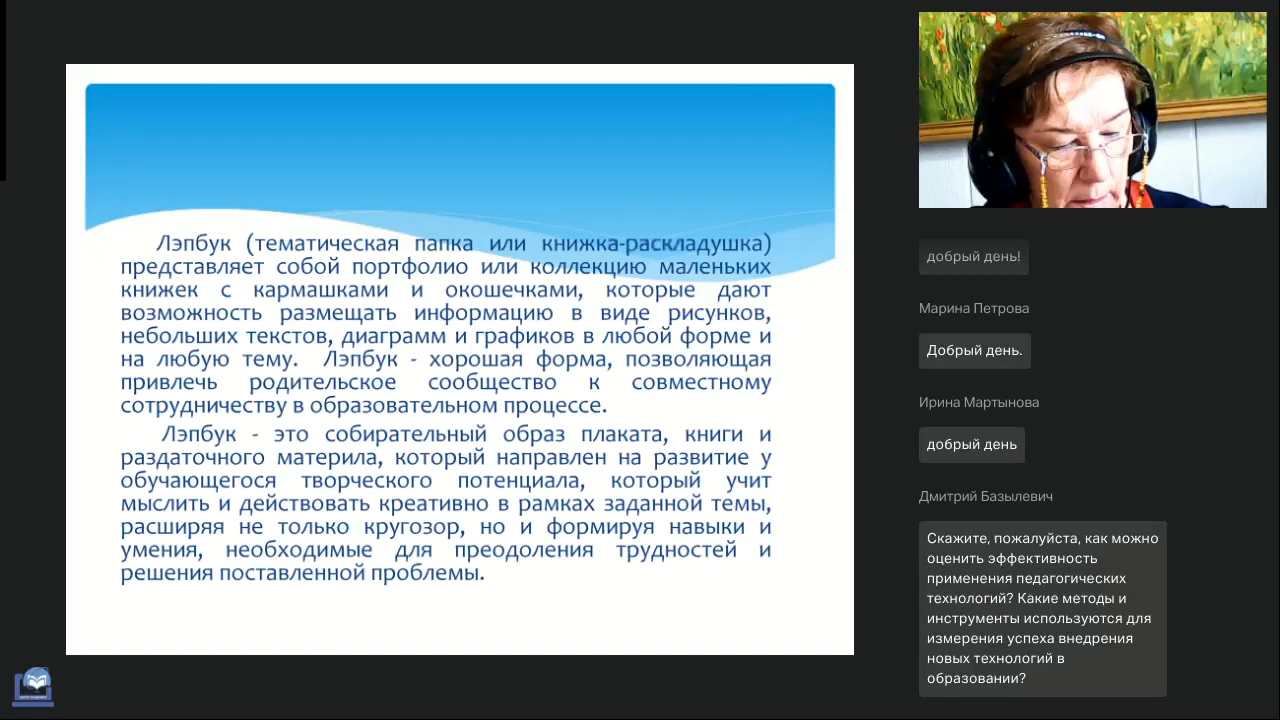 Лэпбук (тематическая папка или книжка-раскладушка)
представляет собой портфолио или коллекцию маленьких
книжек с кармашками и окошечками, которые дают
возможность размещать информацию в виде рисунков,
небольших текстов, диаграмм и графиков в любой форме и
на любую тему. Лэпбук - хорошая форма, позволяющая
привлечь родительское сообщество к совместному
сотрудничеству в образовательном процессе.
Лэпбук - это собирательный образ плаката, книги и
раздаточного материла, который направлен на развитие у
обучающегося творческого потенциала, который учит
мыслить и действовать креативно в рамках заданной темы,
расширяя не только кругозор, но и формируя навыки и
умения, необходимые для преодоления трудностей и
решения поставленной проблемы.
добрый день!
Марина Петрова
Добрый день.
Ирина Мартынова
добрый день
Дмитрий Базылевич
Скажите, пожалуйста, как можно
оценить эффективность
применения педагогических
технологий? Какие методы и
инструменты используются для
измерения успеха внедрения
новых технологий в
образовании?